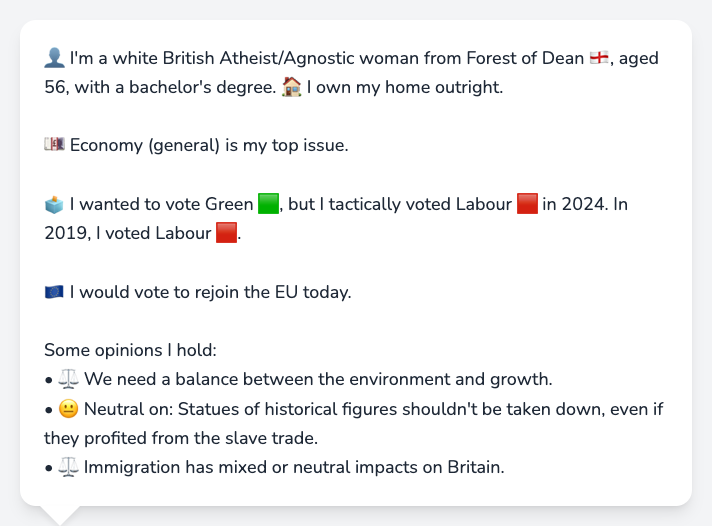 👤 I'm a white British Atheist/Agnostic woman from Forest of Dean 🏴󠁧󠁢󠁥󠁮󠁧󠁿, aged
56, with a bachelor's degree. 🏠 I own my home outright.
💷 Economy (general) is my top issue.
🗳️ I wanted to vote Green 🟩, but I tactically voted Labour 🟥 in 2024. In
2019, I voted Labour 🟥.
🇪🇺 I would vote to rejoin the EU today.
Some opinions I hold:
• ⚖️ We need a balance between the environment and growth.
• 😐 Neutral on: Statues of historical figures shouldn't be taken down, even if
they profited from the slave trade.
• ⚖️ Immigration has mixed or neutral impacts on Britain.